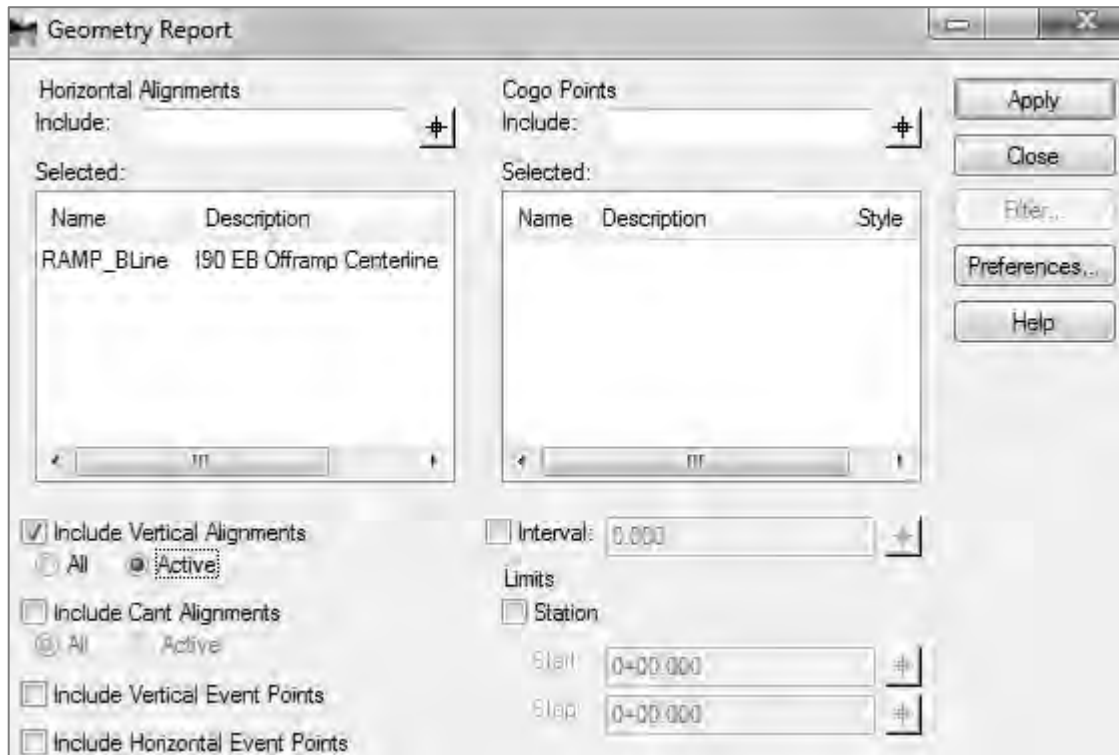 Geometry Report
Horizontal Alignments
Include:
Selected:
Name Description
RAMP_BLine I90 EB Offramp Centerline
Cogo Points
Include:
Selected:
Name Description Style
Apply
Close
Filter...
Preferences...
Help
Include Vertical Alignments
All Active
Include Cant Alignments
All Active
Include Vertical Event Points
Include Horizontal Event Points
Interval: 0.000
Limits
Station
Start: 0+00.000
Stop: 0+00.000